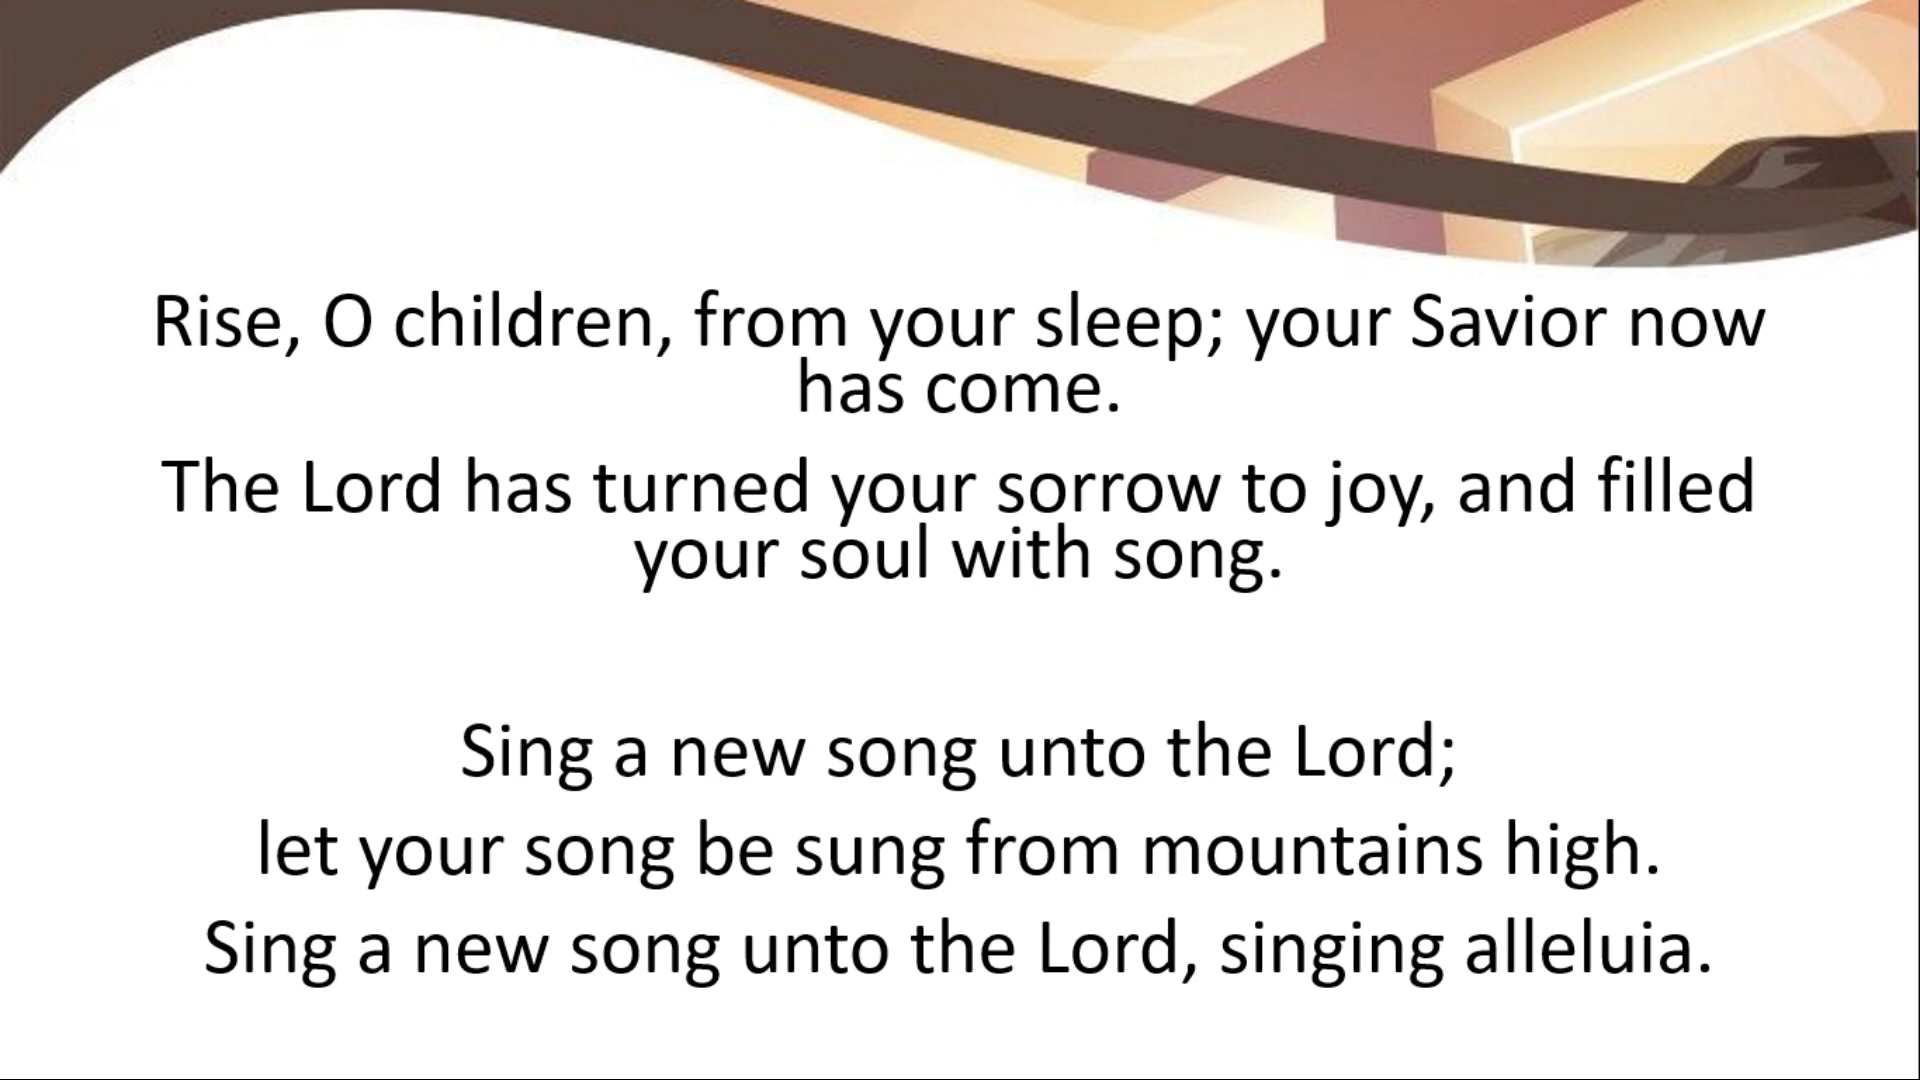 Rise, O children, from your sleep; your Savior now
has come.
The Lord has turned your sorrow to joy, and filled
your soul with song.
Sing a new song unto the Lord;
let your song be sung from mountains high.
Sing a new song unto the Lord, singing alleluia.